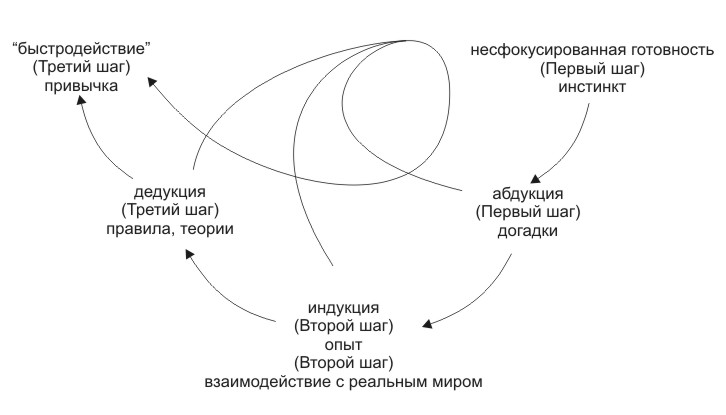 “быстродействие”
(Третий шаг)
привычка
несфокусированная готовность
(Первый шаг)
инстинкт
дедукция
(Третий шаг)
правила, теории
абдукция
(Первый шаг)
догадки
индукция
(Второй шаг)
опыт
(Второй шаг)
взаимодействие с реальным миром